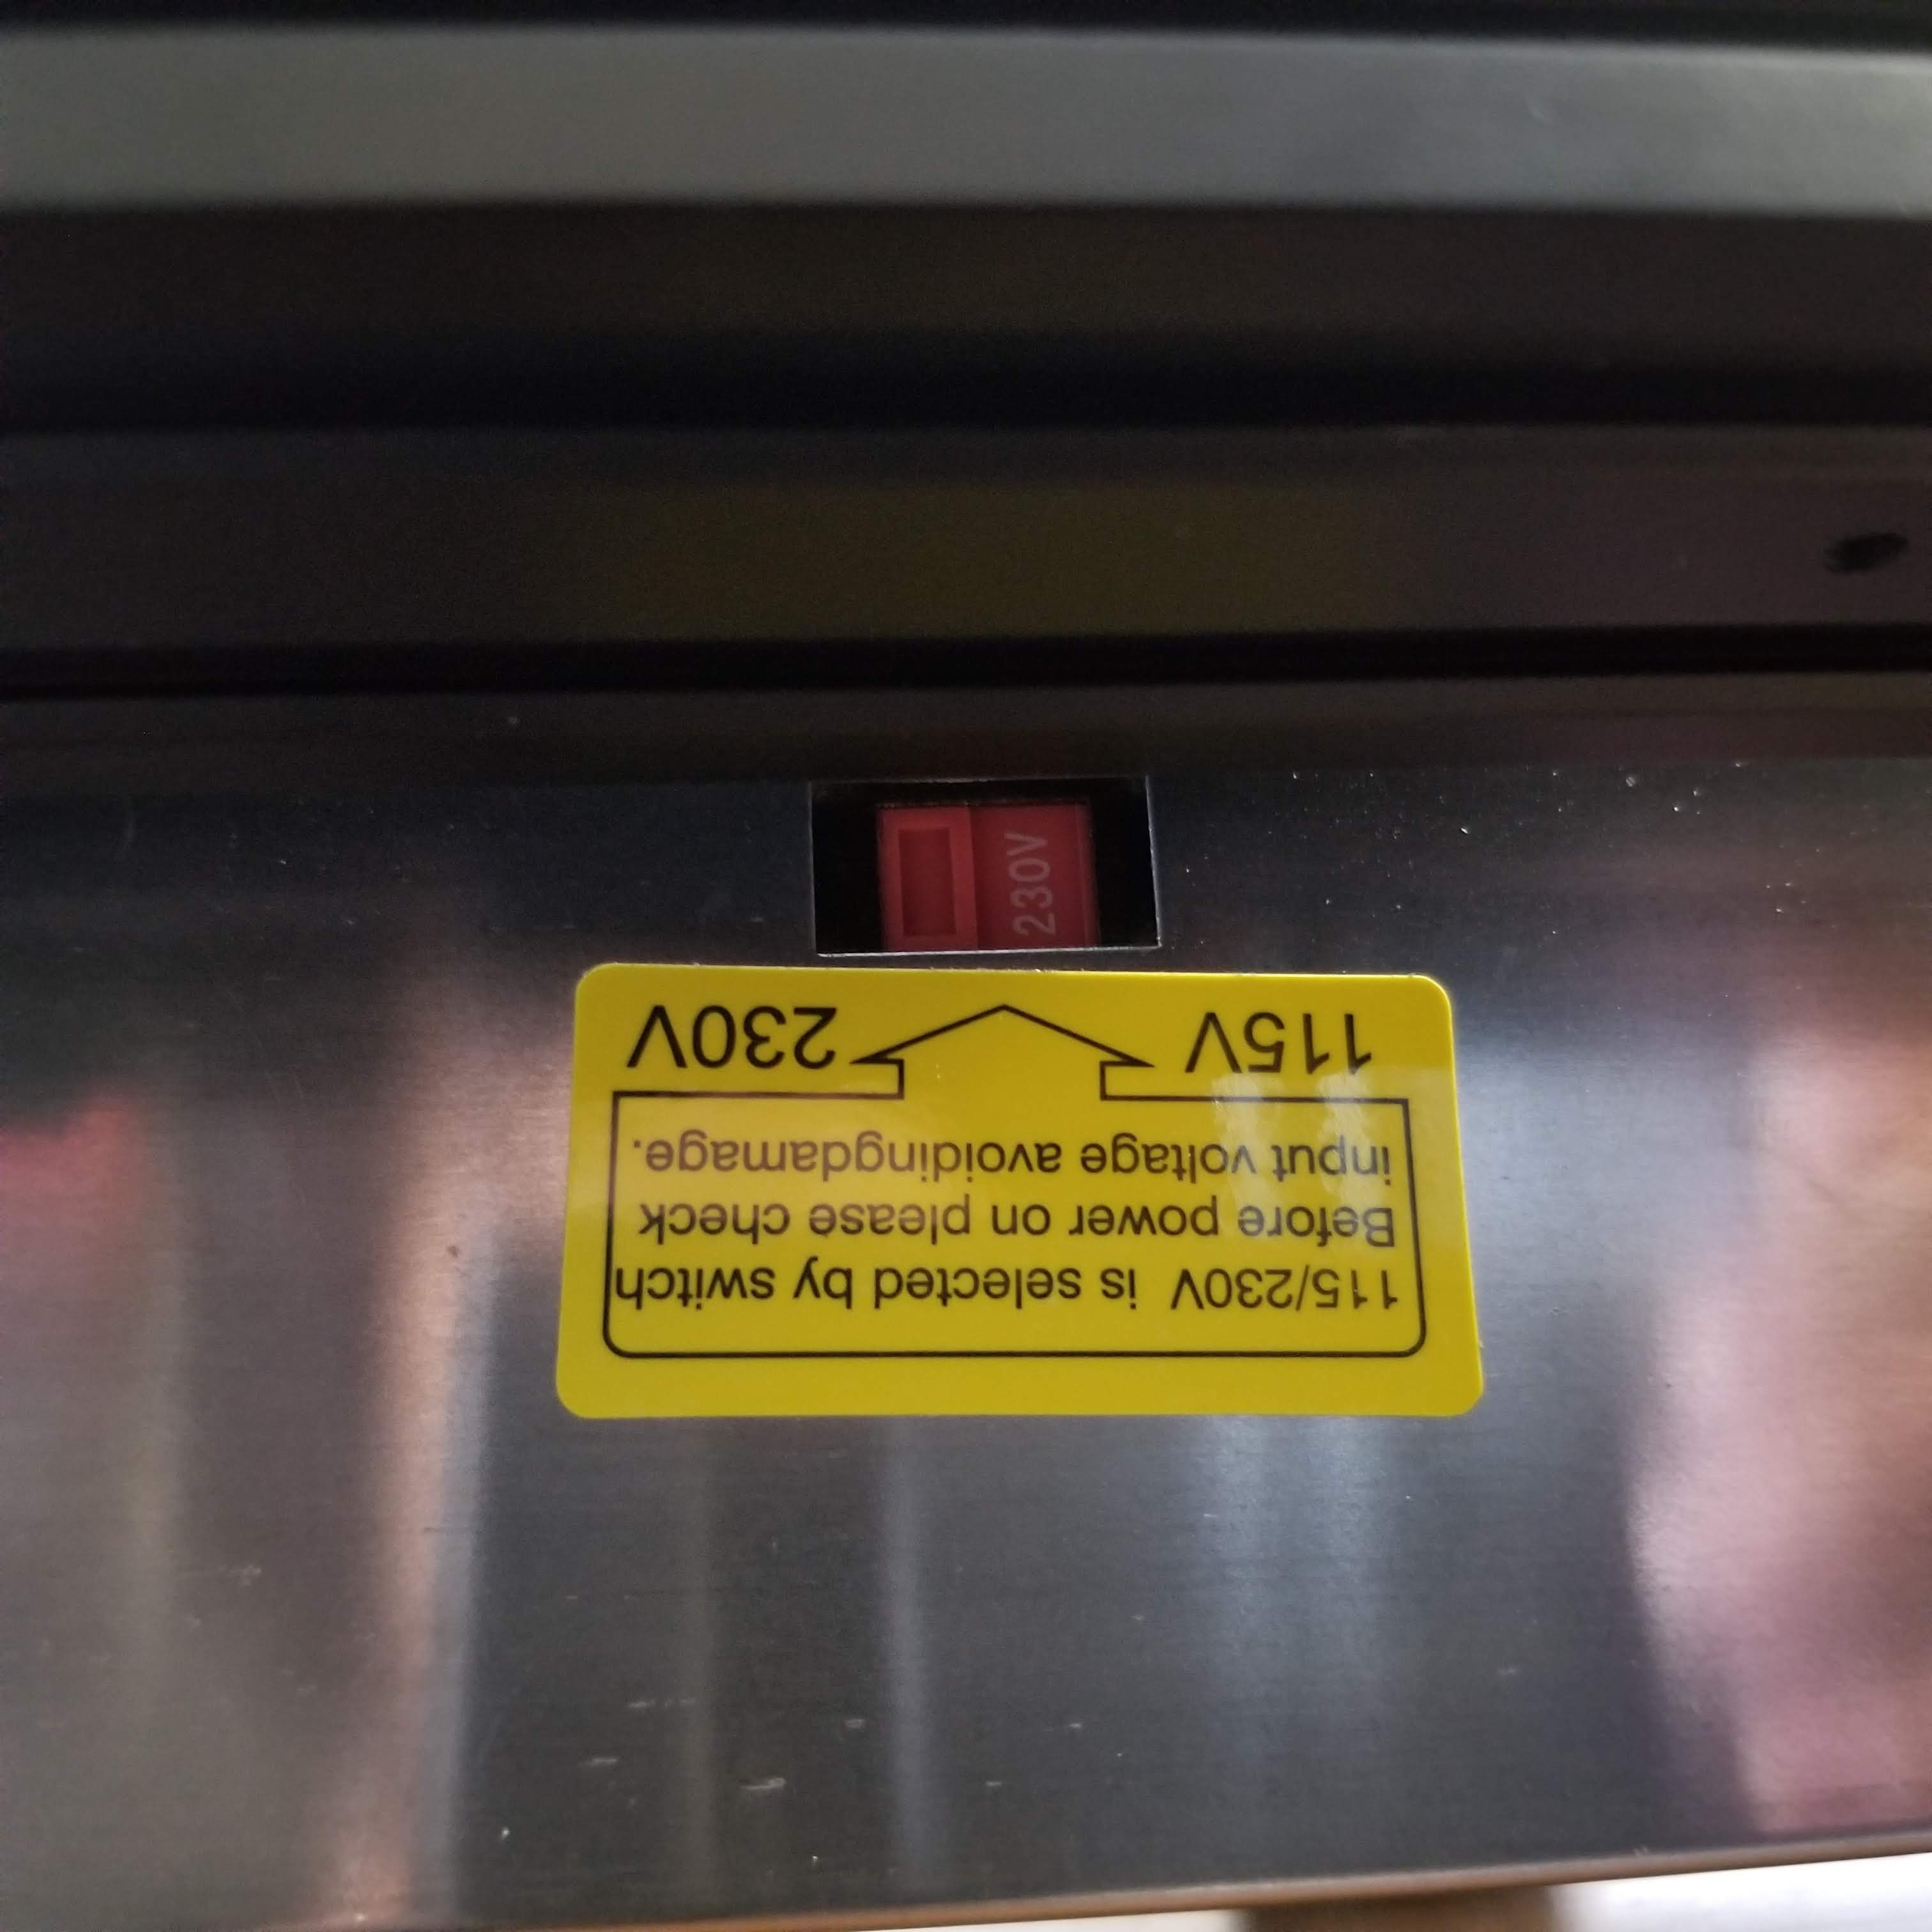 230V
115/230V is selected by switch
Before power on please check
input voltage avoidingdamage.
115V 230V